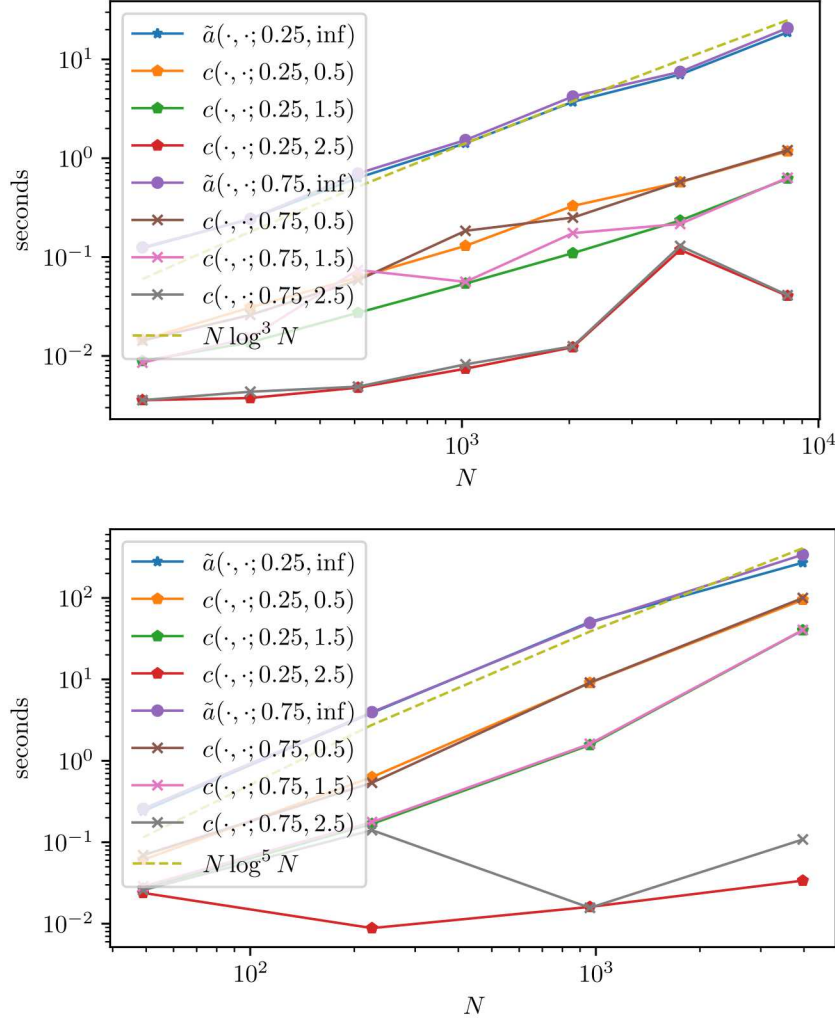 10¹
10⁰
10⁻¹
10⁻²
seconds
ã(·, ·; 0.25, inf)
c(·, ·; 0.25, 0.5)
c(·, ·; 0.25, 1.5)
c(·, ·; 0.25, 2.5)
ã(·, ·; 0.75, inf)
c(·, ·; 0.75, 0.5)
c(·, ·; 0.75, 1.5)
c(·, ·; 0.75, 2.5)
N log³ N
10³
10⁴
N
10²
10¹
10⁰
10⁻¹
10⁻²
seconds
ã(·, ·; 0.25, inf)
c(·, ·; 0.25, 0.5)
c(·, ·; 0.25, 1.5)
c(·, ·; 0.25, 2.5)
ã(·, ·; 0.75, inf)
c(·, ·; 0.75, 0.5)
c(·, ·; 0.75, 1.5)
c(·, ·; 0.75, 2.5)
N log⁵ N
10²
10³
N